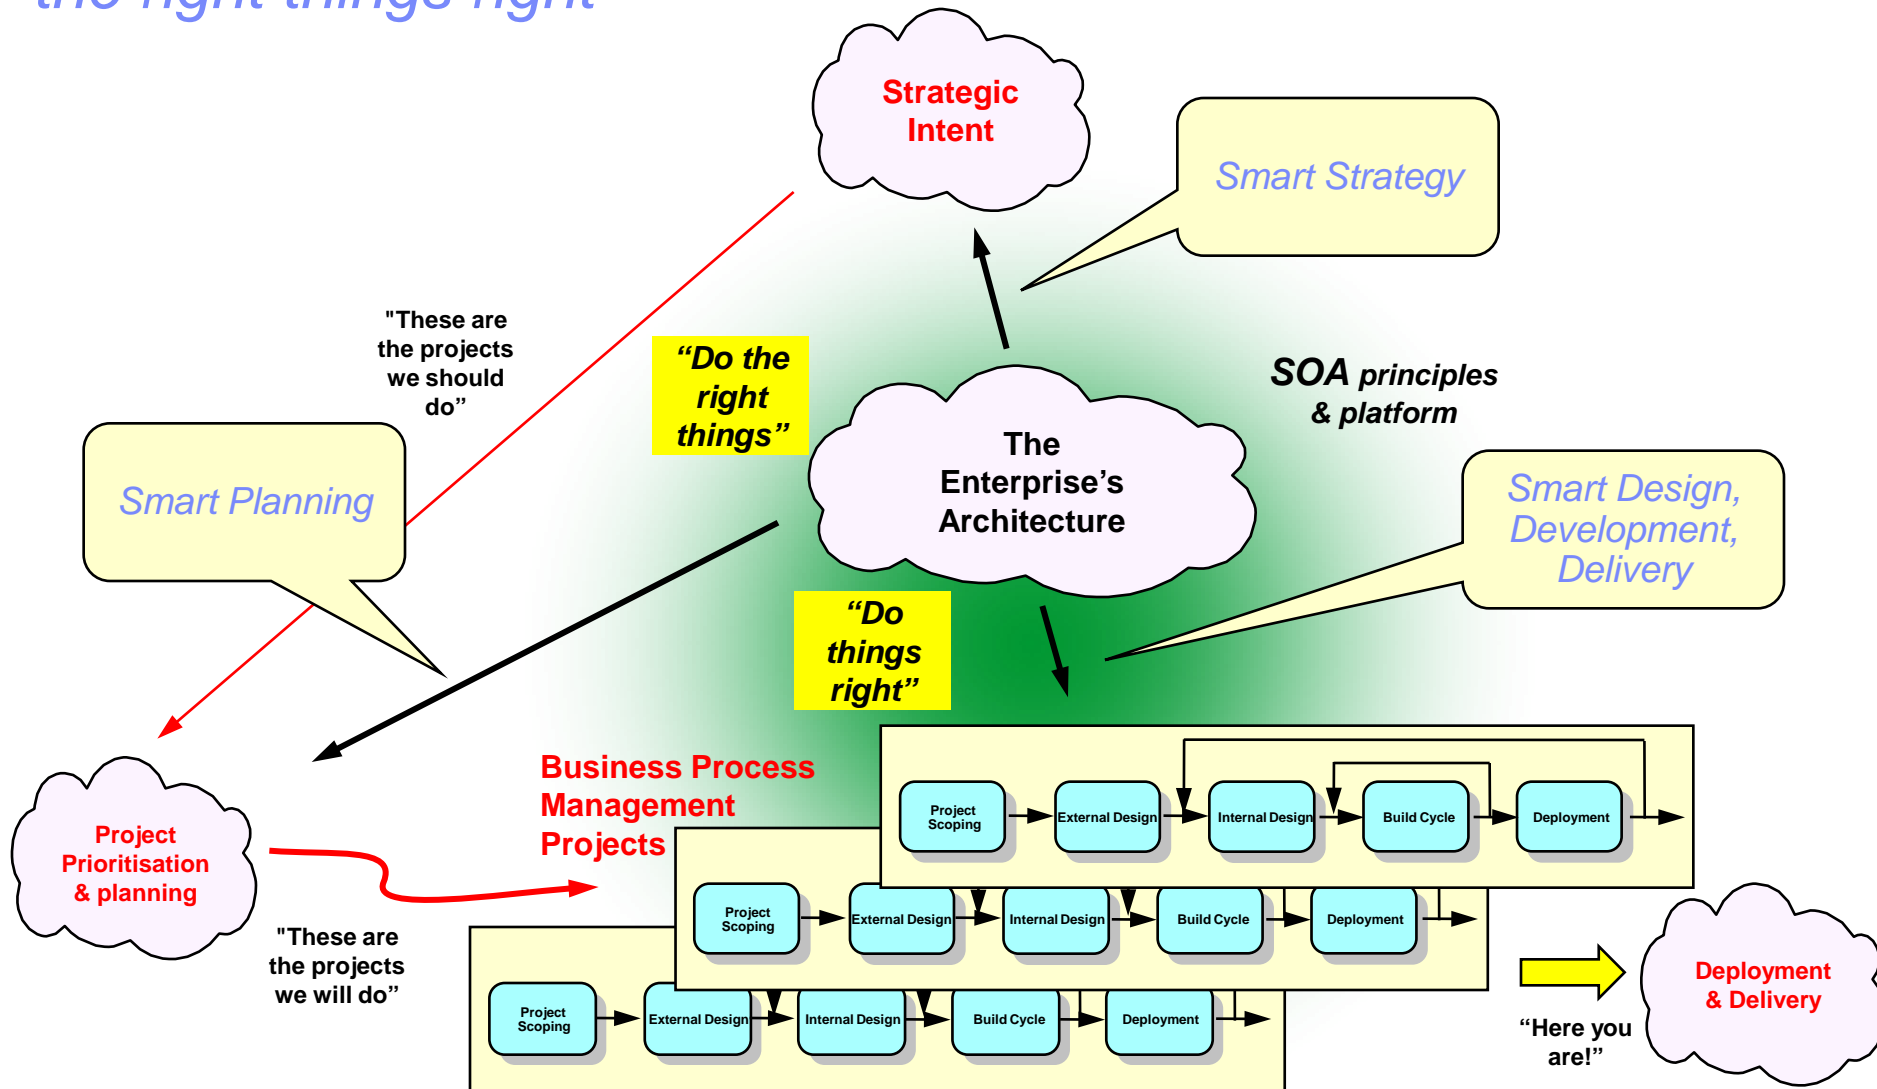 the right things right
Strategic
Intent
Smart Strategy
"These are
the projects
we should
do”
“Do the
right
things”
SOA principles
& platform
The
Enterprise’s
Architecture
Smart Planning
Smart Design,
Development,
Delivery
“Do
things
right”
Business Process
Management
Projects
Project
Scoping
External Design
Internal Design
Build Cycle
Deployment
Project
Prioritisation
& planning
Project
Scoping
External Design
Internal Design
Build Cycle
Deployment
"These are
the projects
we will do”
Project
Scoping
External Design
Internal Design
Build Cycle
Deployment
Deployment
& Delivery
“Here you
are!”